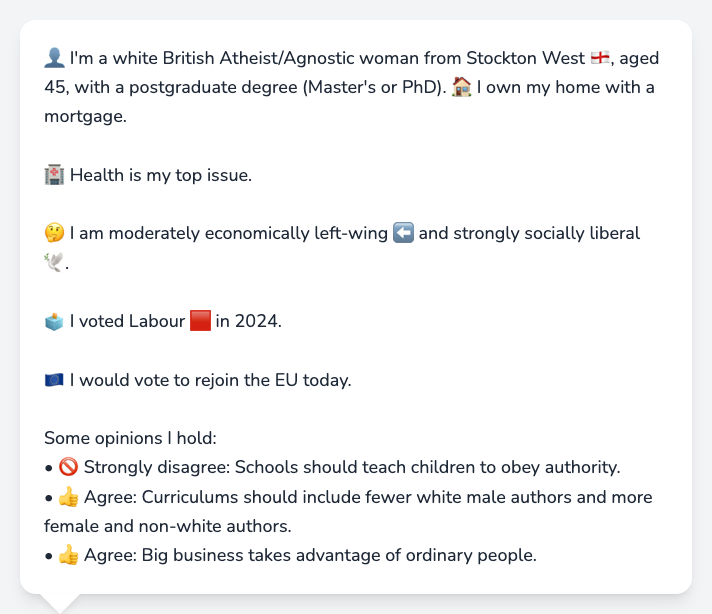 👤 I'm a white British Atheist/Agnostic woman from Stockton West 🏴󠁧󠁢󠁥󠁮󠁧󠁿, aged
45, with a postgraduate degree (Master's or PhD). 🏠 I own my home with a
mortgage.
🏥 Health is my top issue.
🤔 I am moderately economically left-wing ⬅️ and strongly socially liberal
🕊️.
🗳️ I voted Labour 🟥 in 2024.
🇪🇺 I would vote to rejoin the EU today.
Some opinions I hold:
• 🚫 Strongly disagree: Schools should teach children to obey authority.
• 👍 Agree: Curriculums should include fewer white male authors and more
female and non-white authors.
• 👍 Agree: Big business takes advantage of ordinary people.